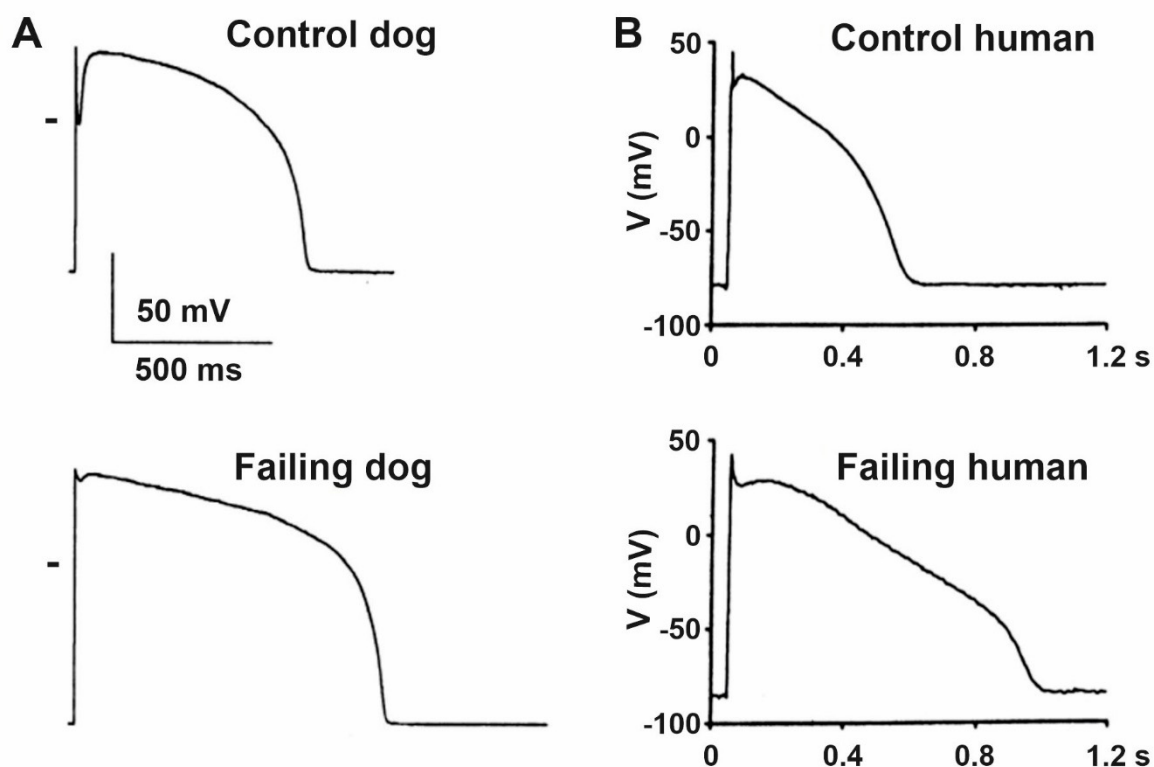 A
Control dog
-
50 mV
500 ms
Failing dog
-
B
Control human
V (mV)
50
0
-50
-100
0 0.4 0.8 1.2 s
Failing human
V (mV)
50
0
-50
-100
0 0.4 0.8 1.2 s